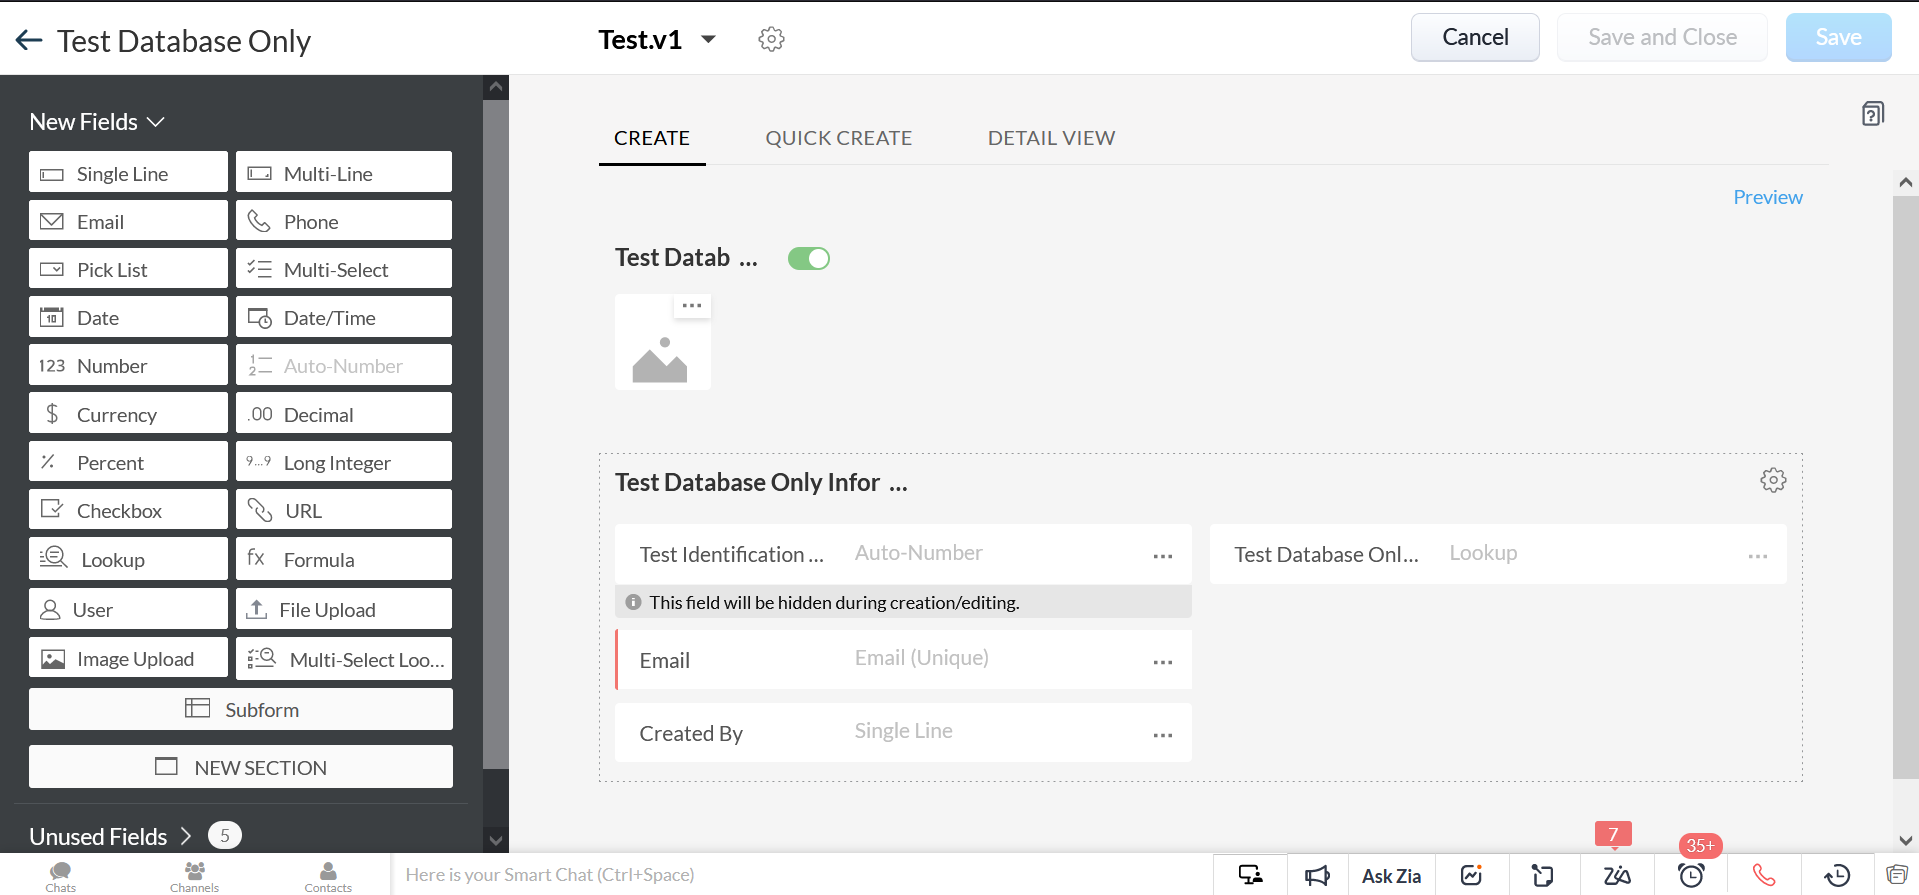 Test Database Only
Test.v1
Cancel
Save and Close
Save
New Fields
Single Line
Multi-Line
Email
Phone
Pick List
Multi-Select
Date
Date/Time
123 Number
Auto-Number
$ Currency
.00 Decimal
Percent
9...9 Long Integer
Checkbox
URL
Lookup
fx Formula
User
File Upload
Image Upload
Multi-Select Loo...
Subform
NEW SECTION
Unused Fields 5
CREATE
QUICK CREATE
DETAIL VIEW
Preview
Test Datab ...
Test Database Only Infor ...
Test Identification ... Auto-Number
Test Database Onl... Lookup
This field will be hidden during creation/editing.
Email Email (Unique)
Created By Single Line
Chats
Channels
Contacts
Here is your Smart Chat (Ctrl+Space)
Ask Zia
7
35+